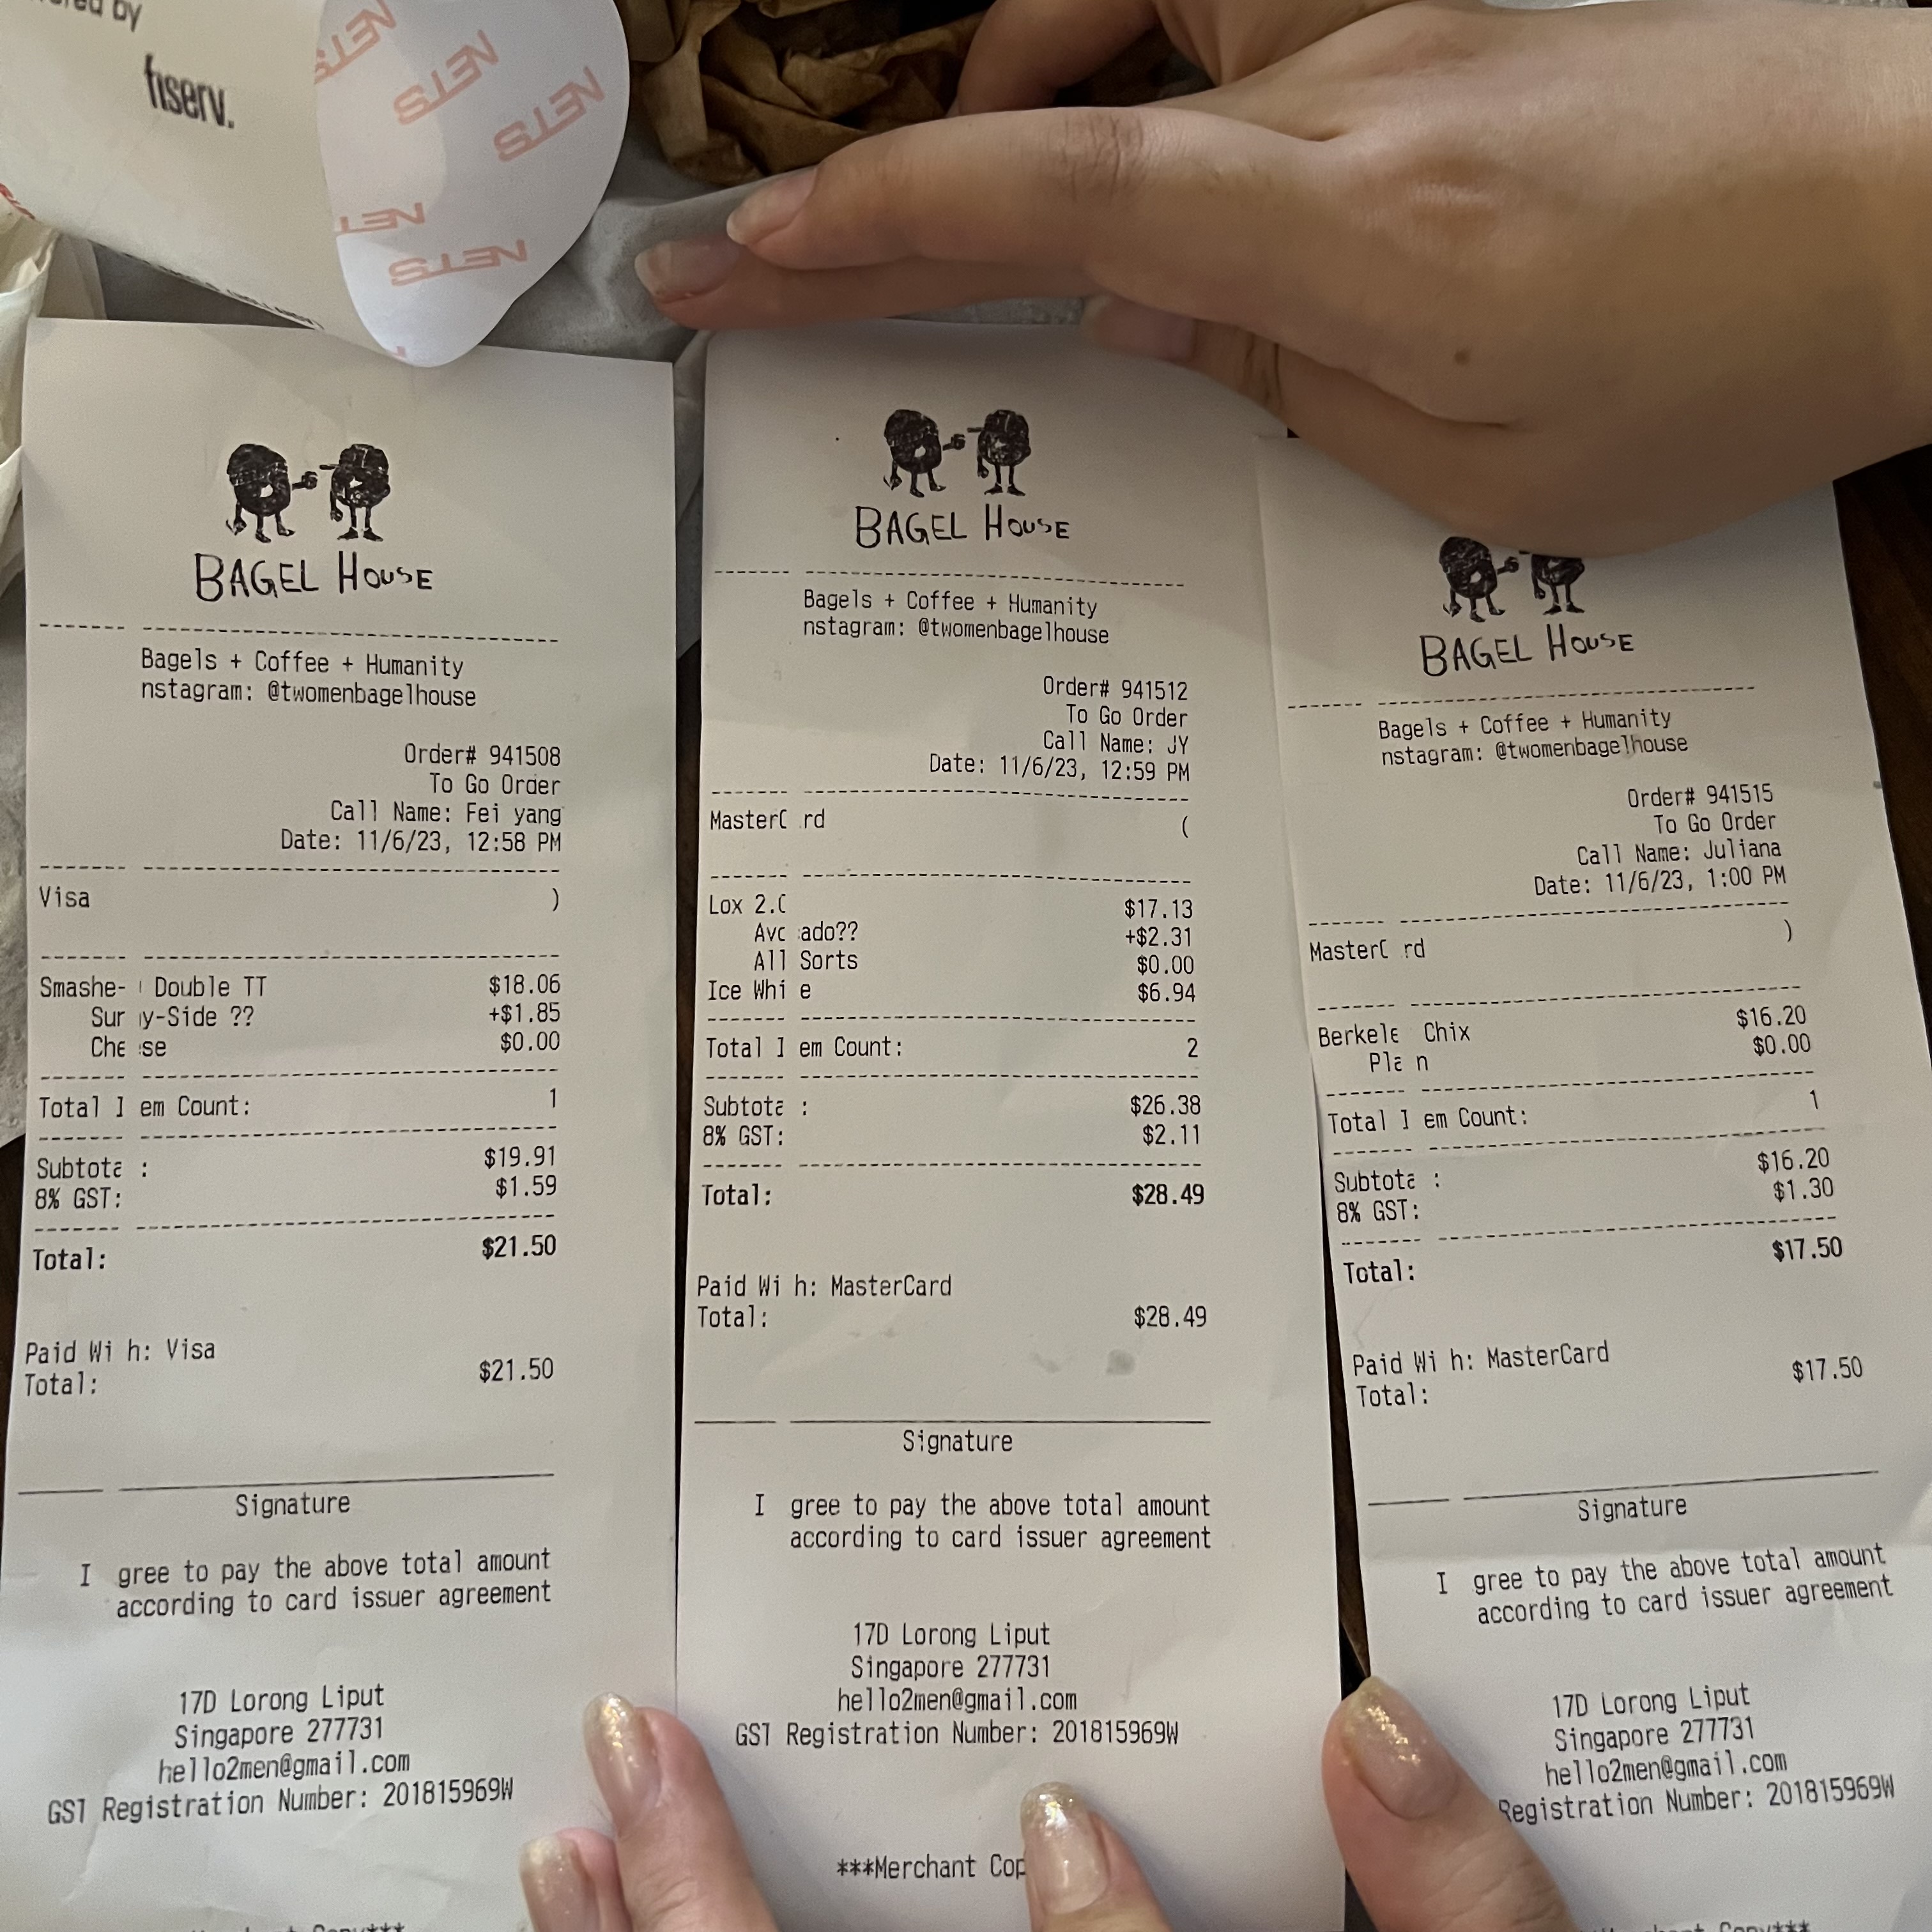 by
fiserv.
NETS
NETS
NETS
NETS
NETS
BAGEL HOUSE
Bagels + Coffee + Humanity
nstagram: @twomenbagelhouse
Order# 941508
To Go Order
Call Name: Fei yang
Date: 11/6/23, 12:58 PM
Visa )
Smashe- Double TT $18.06
Sun y-Side ?? +$1.85
Che se $0.00
Total I em Count: 1
Subtota : $19.91
8% GST: $1.59
Total: $21.50
Paid Wi h: Visa
Total: $21.50
Signature
I gree to pay the above total amount
according to card issuer agreement
17D Lorong Liput
Singapore 277731
hello2men@gmail.com
GST Registration Number: 201815969W
Copy***
BAGEL HOUSE
Bagels + Coffee + Humanity
nstagram: @twomenbagelhouse
Order# 941512
To Go Order
Call Name: JY
Date: 11/6/23, 12:59 PM
MasterC rd (
Lox 2.0 $17.13
Avc ado?? +$2.31
All Sorts $0.00
Ice Whi e $6.94
Total I em Count: 2
Subtota : $26.38
8% GST: $2.11
Total: $28.49
Paid Wi h: MasterCard
Total: $28.49
Signature
I gree to pay the above total amount
according to card issuer agreement
17D Lorong Liput
Singapore 277731
hello2men@gmail.com
GST Registration Number: 201815969W
***Merchant Cop
BAGEL HOUSE
Bagels + Coffee + Humanity
nstagram: @twomenbagelhouse
Order# 941515
To Go Order
Call Name: Juliana
Date: 11/6/23, 1:00 PM
MasterC rd )
Berkele Chix $16.20
Pla n $0.00
Total I em Count: 1
Subtota : $16.20
8% GST: $1.30
Total: $17.50
Paid Wi h: MasterCard
Total: $17.50
Signature
I gree to pay the above total amount
according to card issuer agreement
17D Lorong Liput
Singapore 277731
hello2men@gmail.com
Registration Number: 201815969W
Copy***